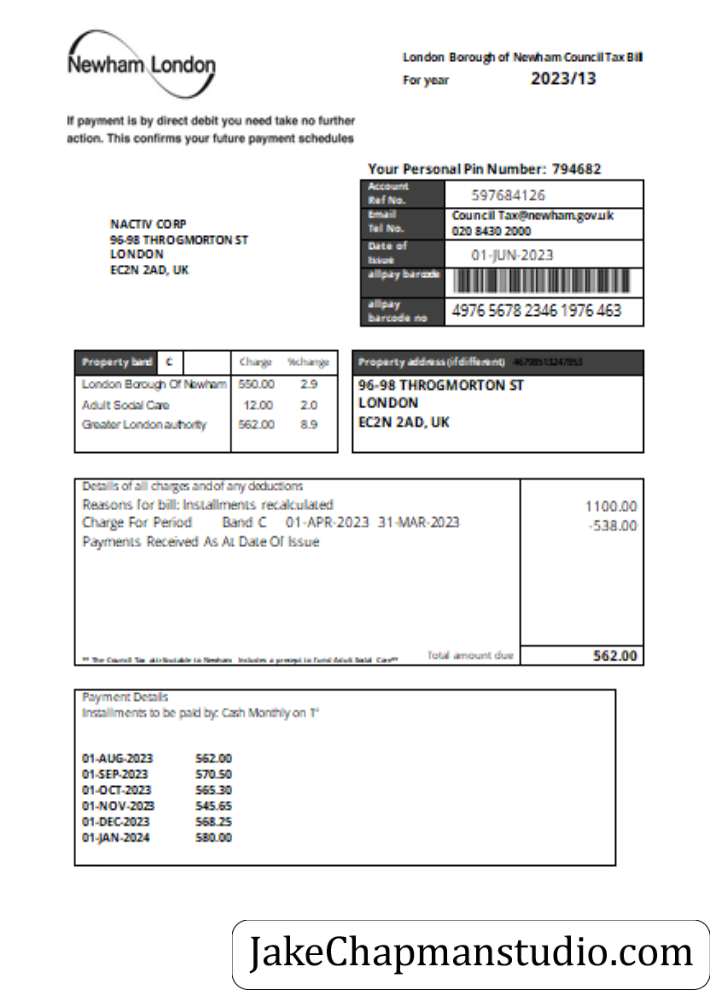 Newham London
London Borough of Newham Council Tax Bill
For year 2023/13
If payment is by direct debit you need take no further
action. This confirms your future payment schedules
Your Personal Pin Number: 794682
Account
Ref No. 597684126
Email Council Tax@newham.gov.uk
Tel No. 020 8430 2000
Date of
Issue 01-JUN-2023
allpay barcode
allpay
barcode no 4976 5678 2346 1976 463
NACTIV CORP
96-98 THROGMORTON ST
LONDON
EC2N 2AD, UK
Property band C Charge %change
London Borough Of Newham 550.00 2.9
Adult Social Care 12.00 2.0
Greater London authority 562.00 8.9
Property address (if different)
96-98 THROGMORTON ST
LONDON
EC2N 2AD, UK
Details of all charges and of any deductions
Reasons for bill: Installments recalculated 1100.00
Charge For Period Band C 01-APR-2023 31-MAR-2023 -538.00
Payments Received As At Date Of Issue
** The Council Tax attributable to Newham Includes a precept to fund Adult Social Care**
Total amount due 562.00
Payment Details
Installments to be paid by: Cash Monthly on 1"
01-AUG-2023 562.00
01-SEP-2023 570.50
01-OCT-2023 565.30
01-NOV-2023 545.65
01-DEC-2023 568.25
01-JAN-2024 580.00
JakeChapmanstudio.com